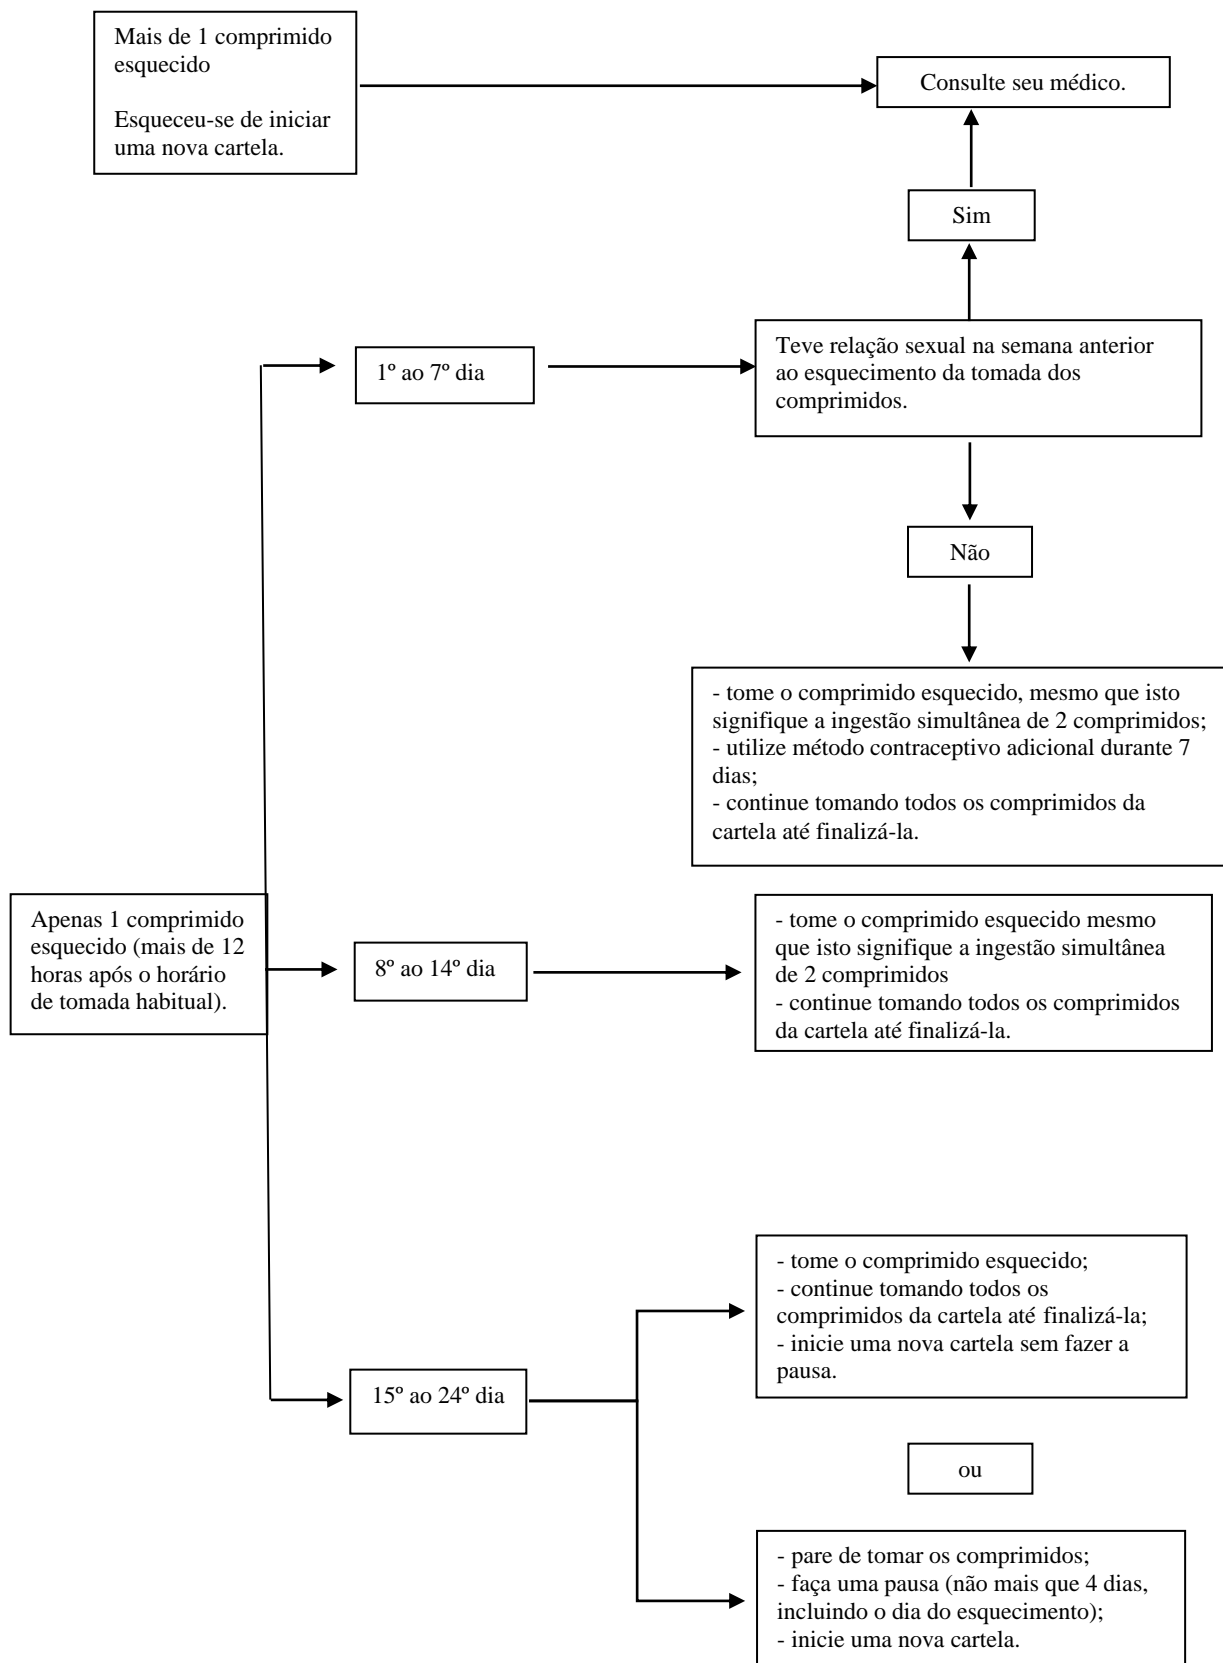 Mais de 1 comprimido
esquecido
Esqueceu-se de iniciar
uma nova cartela.
Consulte seu médico.
Sim
1º ao 7º dia
Teve relação sexual na semana anterior
ao esquecimento da tomada dos
comprimidos.
Não
- tome o comprimido esquecido, mesmo que isto
signifique a ingestão simultânea de 2 comprimidos;
- utilize método contraceptivo adicional durante 7
dias;
- continue tomando todos os comprimidos da
cartela até finalizá-la.
Apenas 1 comprimido
esquecido (mais de 12
horas após o horário
de tomada habitual).
8º ao 14º dia
- tome o comprimido esquecido mesmo
que isto signifique a ingestão simultânea
de 2 comprimidos
- continue tomando todos os comprimidos
da cartela até finalizá-la.
15º ao 24º dia
- tome o comprimido esquecido;
- continue tomando todos os
comprimidos da cartela até finalizá-la;
- inicie uma nova cartela sem fazer a
pausa.
ou
- pare de tomar os comprimidos;
- faça uma pausa (não mais que 4 dias,
incluindo o dia do esquecimento);
- inicie uma nova cartela.